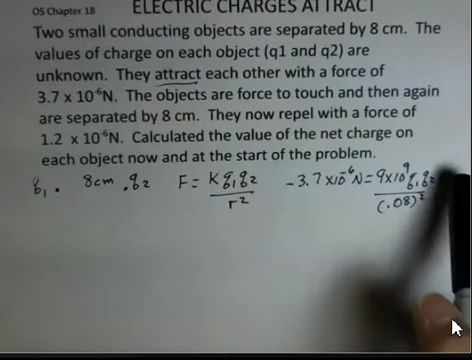 OS Chapter 18
ELECTRIC CHARGES ATTRACT
Two small conducting objects are separated by 8 cm. The
values of charge on each object (q1 and q2) are
unknown. They attract each other with a force of
3.7 x 10⁻⁶N. The objects are force to touch and then again
are separated by 8 cm. They now repel with a force of
1.2 x 10⁻⁶N. Calculated the value of the net charge on
each object now and at the start of the problem.
q₁ . 8cm . q₂ F = Kq₁q₂/r² -3.7x10⁻⁶N = 9x10⁹q₁q₂/(.08)²